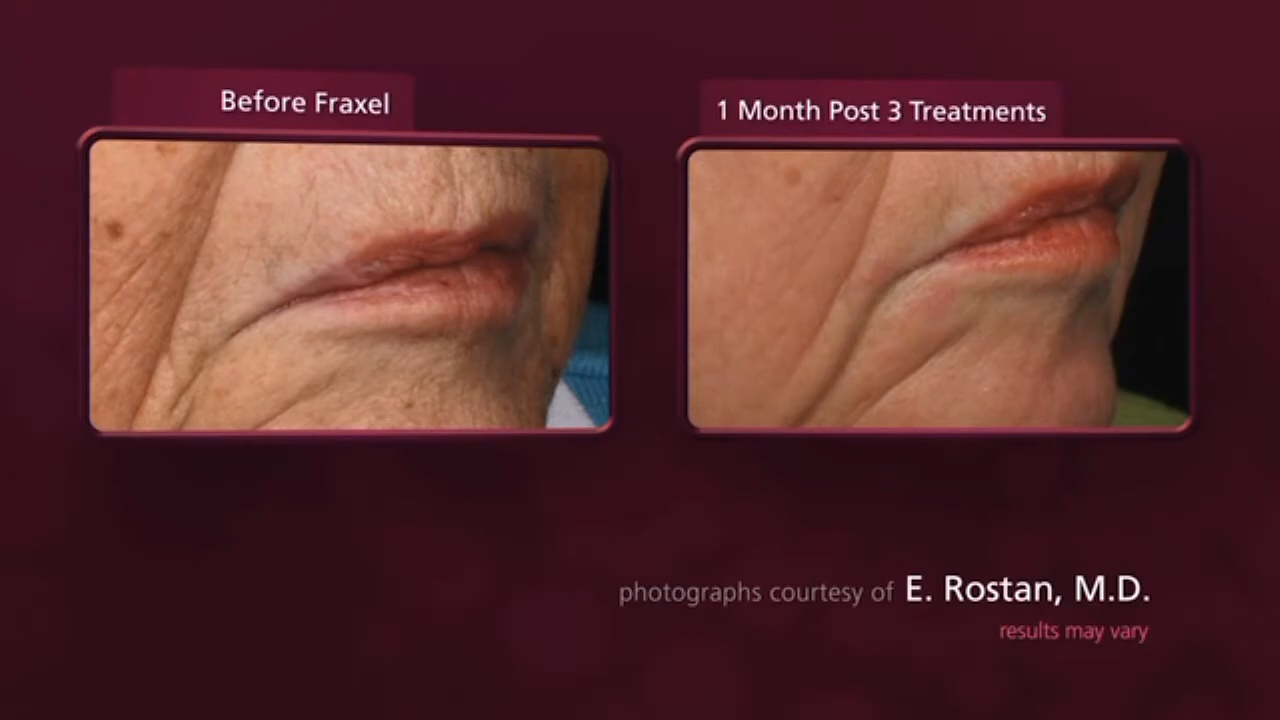 Before Fraxel
1 Month Post 3 Treatments
photographs courtesy of E. Rostan, M.D.
results may vary